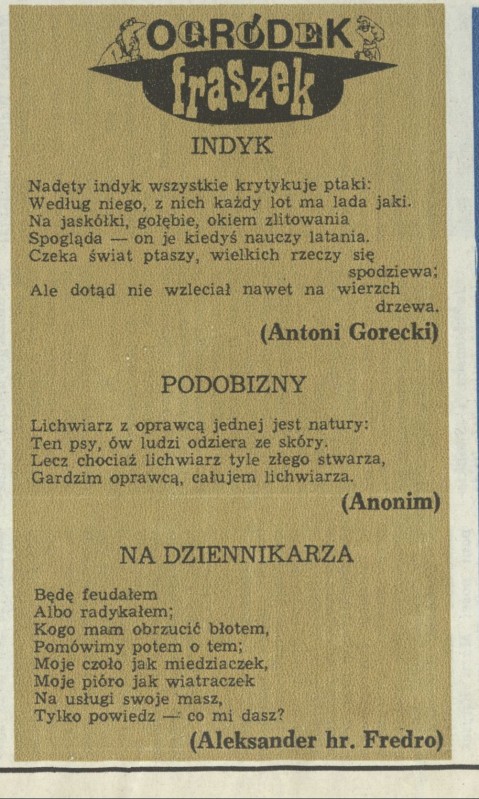 OGRÓDEK
fraszek
INDYK
Nadęty indyk wszystkie krytykuje ptaki:
Według niego, z nich każdy lot ma lada jaki.
Na jaskółki, gołębie, okiem zlitowania
Spogląda — on je kiedyś nauczy latania.
Czeka świat ptaszy, wielkich rzeczy się
spodziewa;
Ale dotąd nie wzleciał nawet na wierzch
drzewa.
(Antoni Gorecki)
PODOBIZNY
Lichwiarz z oprawcą jednej jest natury:
Ten psy, ów ludzi odziera ze skóry.
Lecz chociaż lichwiarz tyle złego stwarza,
Gardzim oprawcą, całujem lichwiarza.
(Anonim)
NA DZIENNIKARZA
Będę feudałem
Albo radykałem;
Kogo mam obrzucić błotem,
Pomówimy potem o tem;
Moje czoło jak miedziaczek,
Moje pióro jak wiatraczek
Na usługi swoje masz,
Tylko powiedz — co mi dasz?
(Aleksander hr. Fredro)